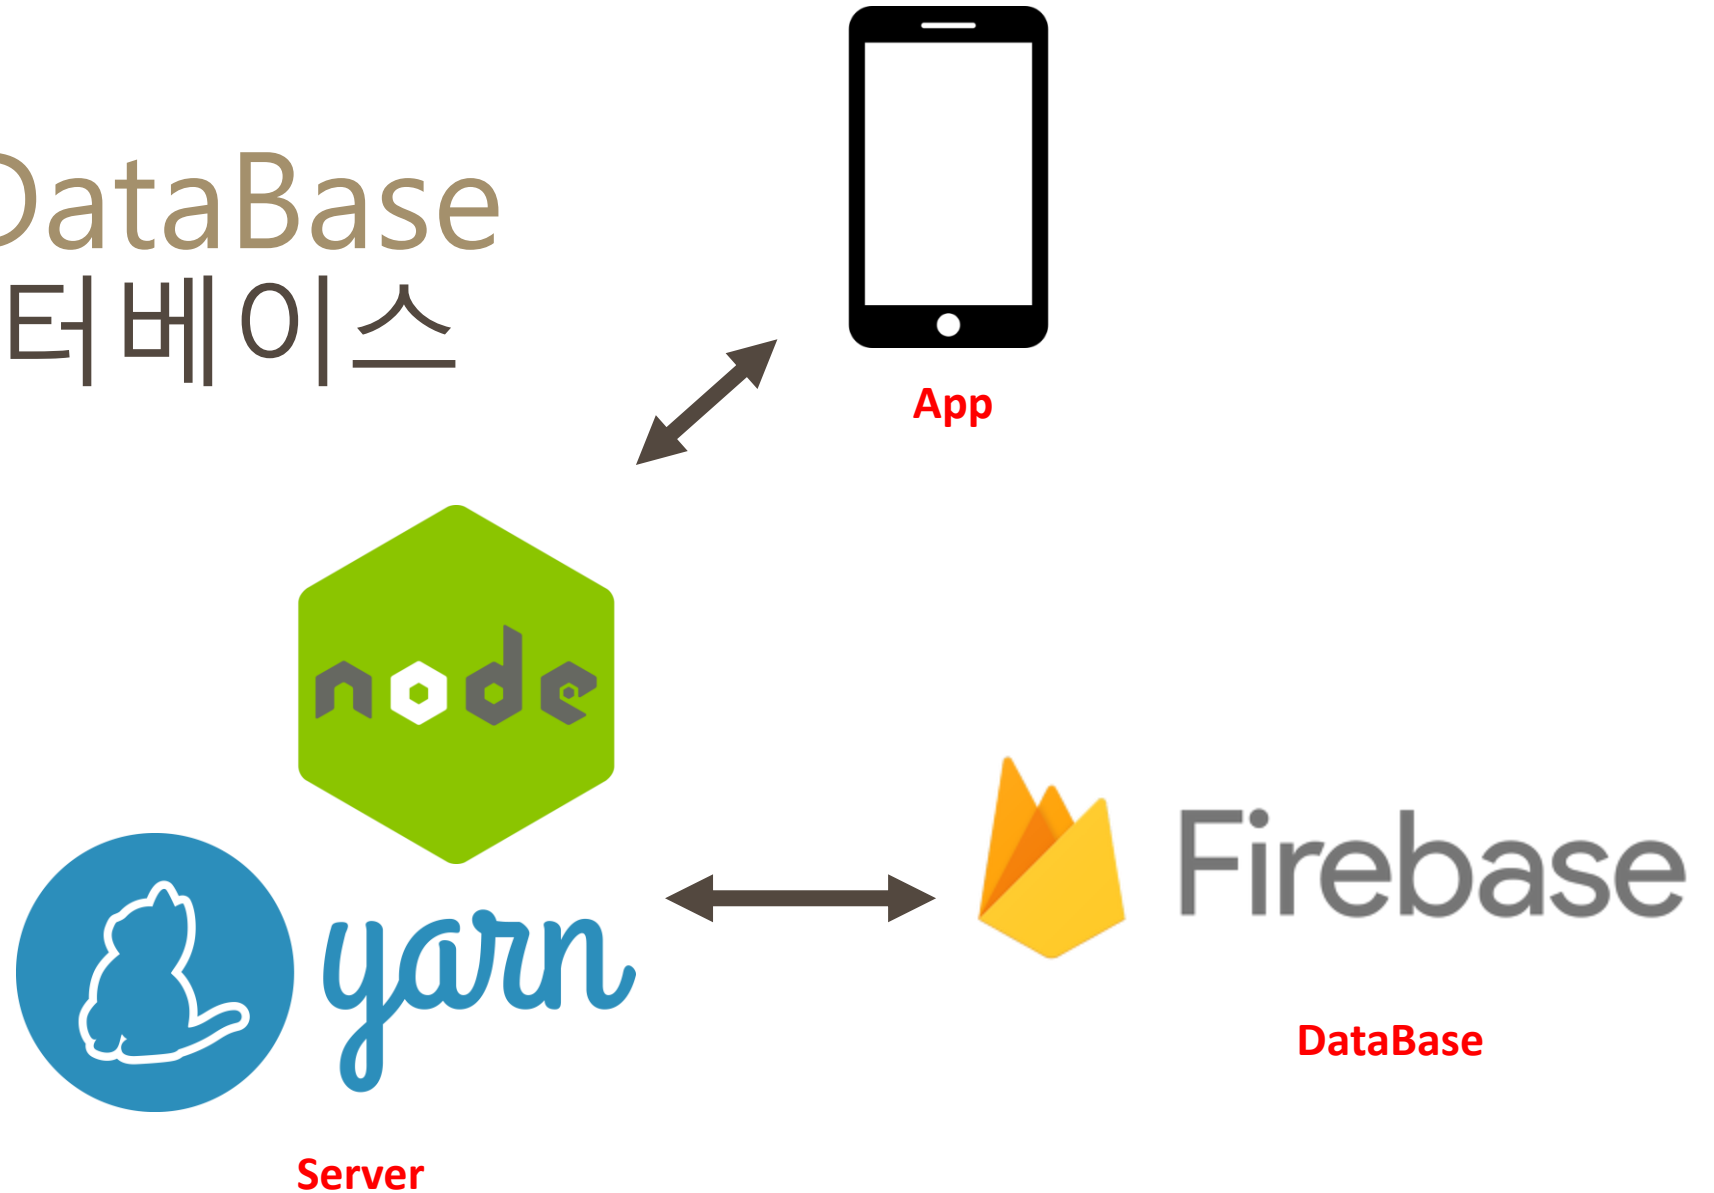 DataBase
터베이스
App
node
yarn
Firebase
DataBase
Server